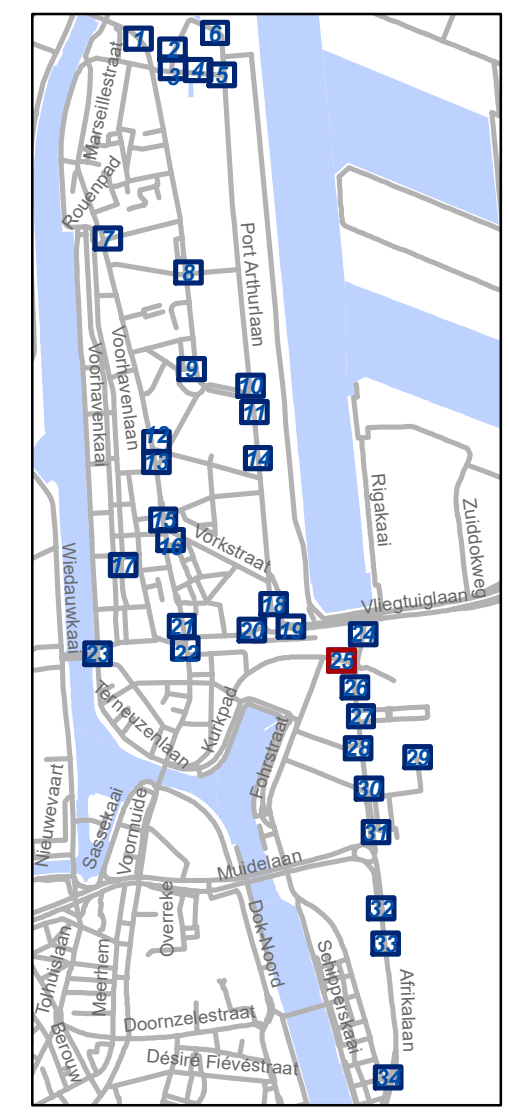 1
2
6
3
4
5
Marseillestraat
Rouenpad
7
Port Arthurlaan
8
9
Voorhavenlaan
Voorhavenkaai
10
11
12
13
14
Rigakaai
Zuiddokweg
15
16
Vorkstraat
17
Wiedauwkaai
Vliegtuiglaan
18
19
20
21
22
23
24
25
26
Terneuzenlaan
Kurkpad
27
28
29
Fohrstraat
30
Nieuwevaart
Sassekaai
Voormuide
31
Muidelaan
Overreke
32
33
Dok-Noord
Tolhuislaan
Meerhem
Schipperskaai
Afrikalaan
Doornzelestraat
Berouw
Désiré Fiévéstraat
34